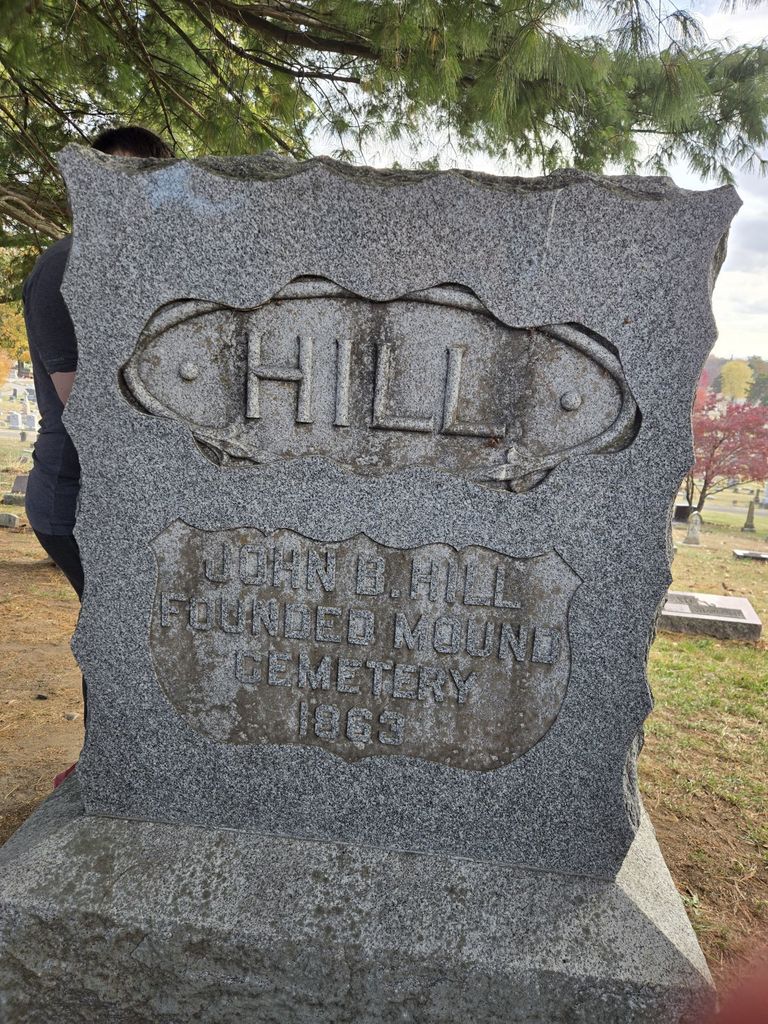 HILL
JOHN B. HILL
FOUNDED MOUND
CEMETERY
1863